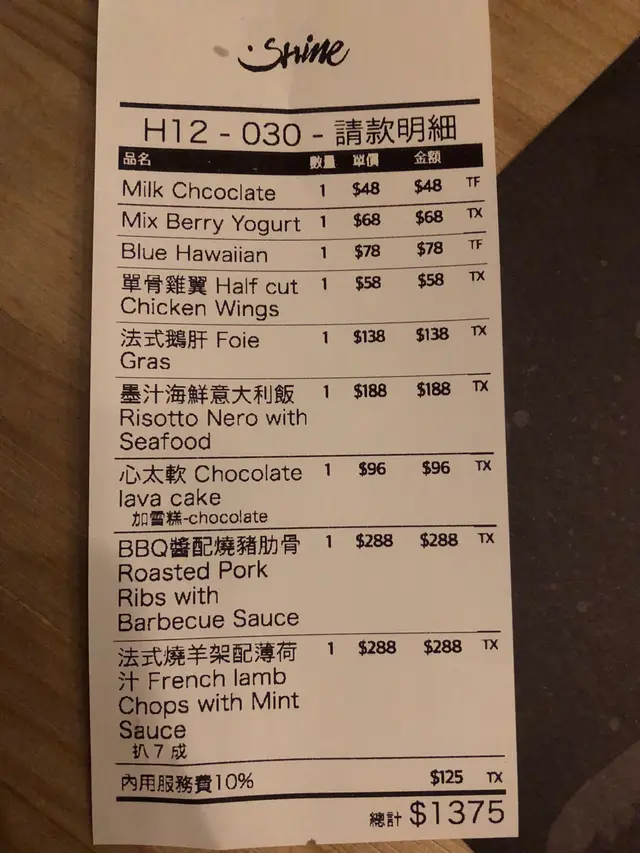 Shine
H12 - 030 - 請款明細
品名 數量 單價 金額
Milk Chcoclate 1 $48 $48 TF
Mix Berry Yogurt 1 $68 $68 TX
Blue Hawaiian 1 $78 $78 TF
單骨雞翼 Half cut 1 $58 $58 TX
Chicken Wings
法式鵝肝 Foie 1 $138 $138 TX
Gras
墨汁海鮮意大利飯 1 $188 $188 TX
Risotto Nero with
Seafood
心太軟 Chocolate 1 $96 $96 TX
lava cake
加雪糕-chocolate
BBQ醬配燒豬肋骨 1 $288 $288 TX
Roasted Pork
Ribs with
Barbecue Sauce
法式燒羊架配薄荷 1 $288 $288 TX
汁 French lamb
Chops with Mint
Sauce
扒 7 成
內用服務費10% $125 TX
總計 $1375